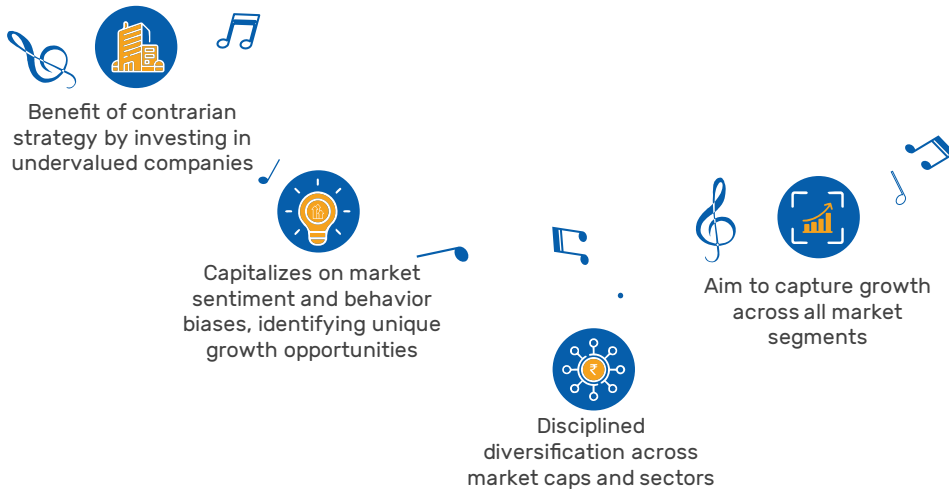 Benefit of contrarian
strategy by investing in
undervalued companies
Capitalizes on market
sentiment and behavior
biases, identifying unique
growth opportunities
₹
Disciplined
diversification across
market caps and sectors
Aim to capture growth
across all market
segments